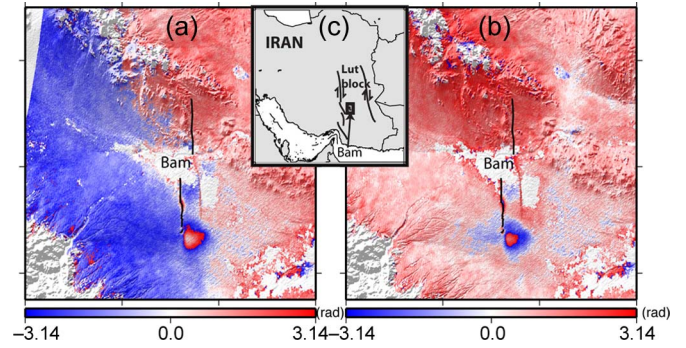 (a)
(c)
(b)
IRAN
Lut
block
Bam
Bam
Bam
(rad)
(rad)
−3.14
0.0
3.14
−3.14
0.0
3.14